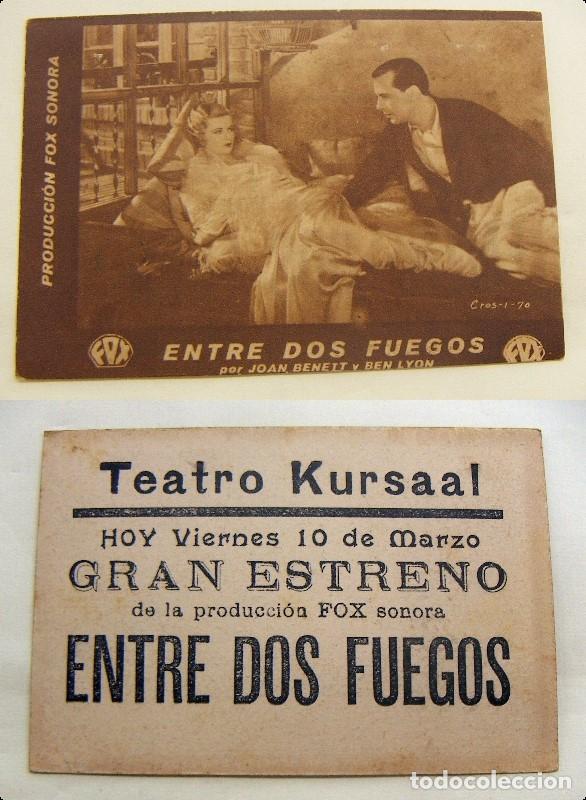 PRODUCCIÓN FOX SONORA
Cros-1-70
FOX
ENTRE DOS FUEGOS
FOX
por JOAN BENETT y BEN LYON
Teatro Kursaal
HOY Viernes 10 de Marzo
GRAN ESTRENO
de la producción FOX sonora
ENTRE DOS FUEGOS
todocoleccion